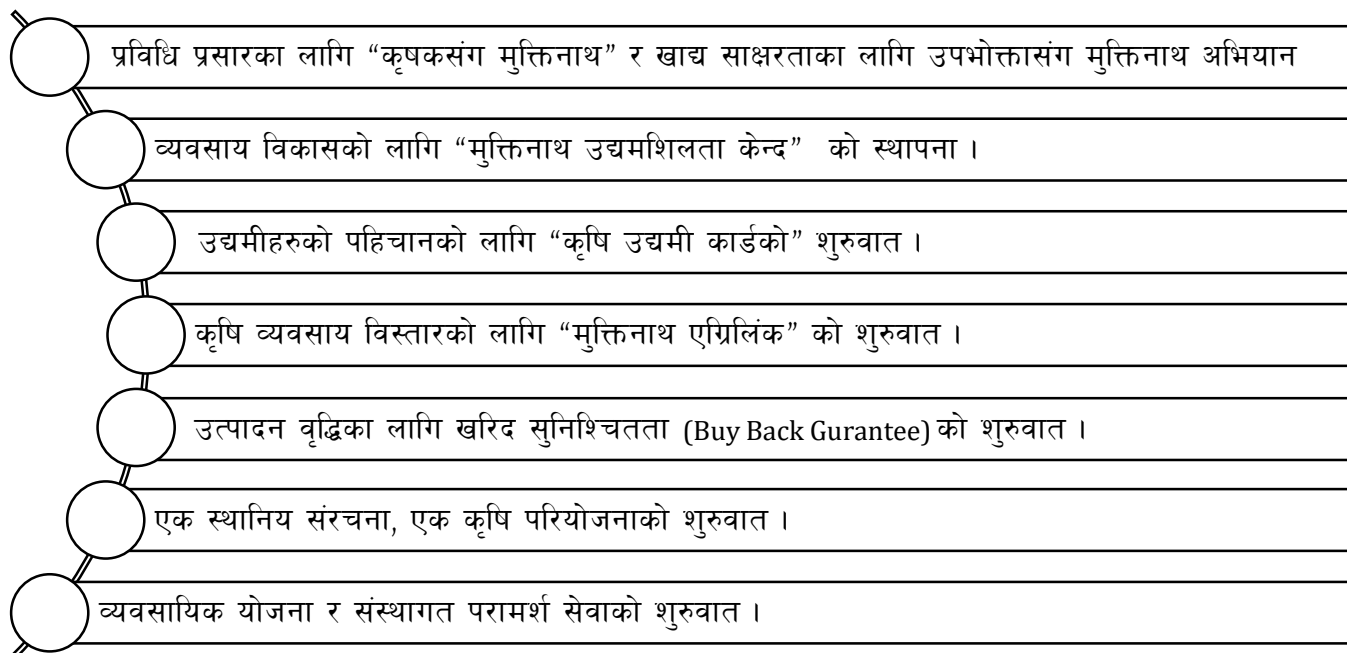 प्रविधि प्रसारका लागि “कृषकसंग मुक्तिनाथ” र खाद्य साक्षरताका लागि उपभोक्तासंग मुक्तिनाथ अभियान
व्यवसाय विकासको लागि “मुक्तिनाथ उद्यमशिलता केन्द” को स्थापना ।
उद्यमीहरुको पहिचानको लागि “कृषि उद्यमी कार्डको” शुरुवात ।
कृषि व्यवसाय विस्तारको लागि “मुक्तिनाथ एग्रिलिंक” को शुरुवात ।
उत्पादन वृद्धिका लागि खरिद सुनिश्चितता (Buy Back Gurantee) को शुरुवात ।
एक स्थानिय संरचना, एक कृषि परियोजनाको शुरुवात ।
व्यवसायिक योजना र संस्थागत परामर्श सेवाको शुरुवात ।